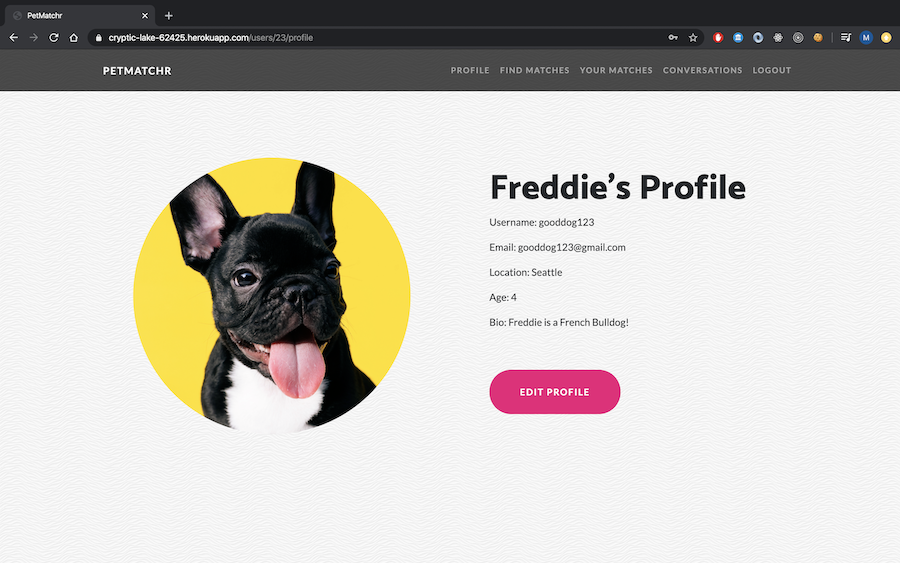 PetMatchr
cryptic-lake-62425.herokuapp.com/users/23/profile
M
PETMATCHR
PROFILE FIND MATCHES YOUR MATCHES CONVERSATIONS LOGOUT
Freddie’s Profile
Username: gooddog123
Email: gooddog123@gmail.com
Location: Seattle
Age: 4
Bio: Freddie is a French Bulldog!
EDIT PROFILE